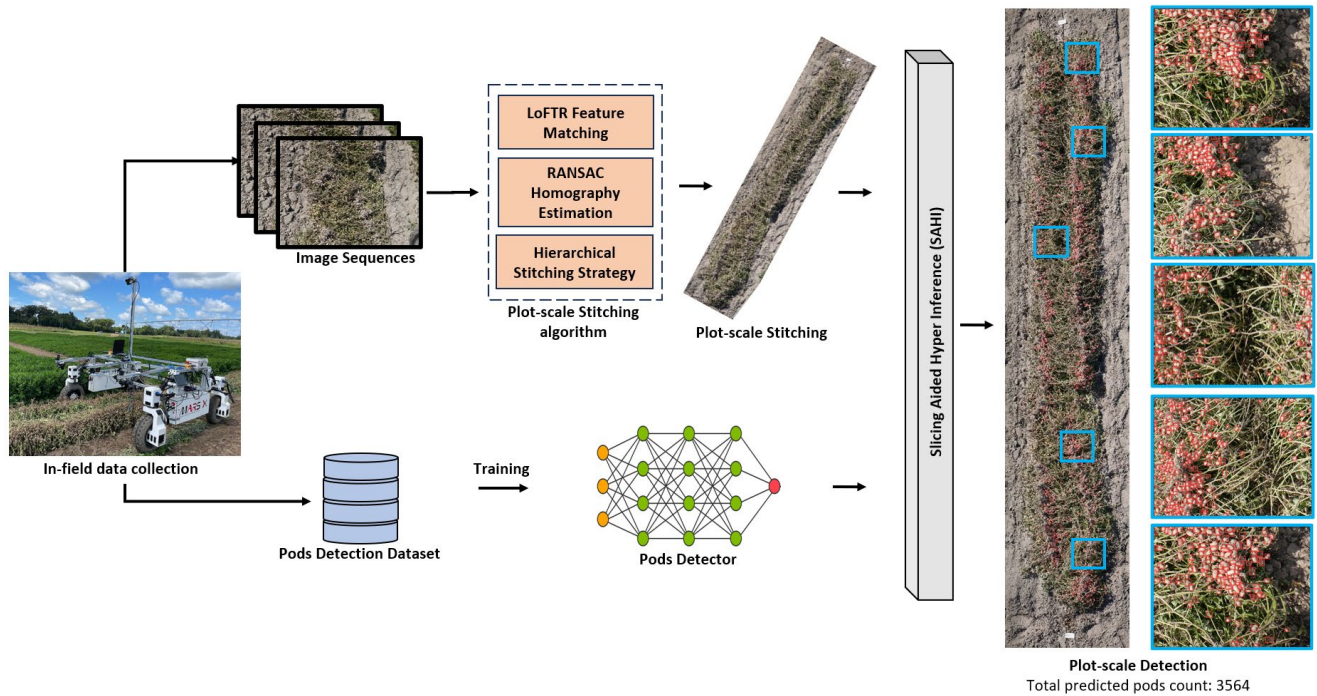 LoFTR Feature
Matching
RANSAC
Homography
Estimation
Hierarchical
Stitching Strategy
Image Sequences
Plot-scale Stitching
algorithm
Plot-scale Stitching
MARS X
In-field data collection
Training
Pods Detection Dataset
Pods Detector
Slicing Aided Hyper Inference (SAHI)
Plot-scale Detection
Total predicted pods count: 3564